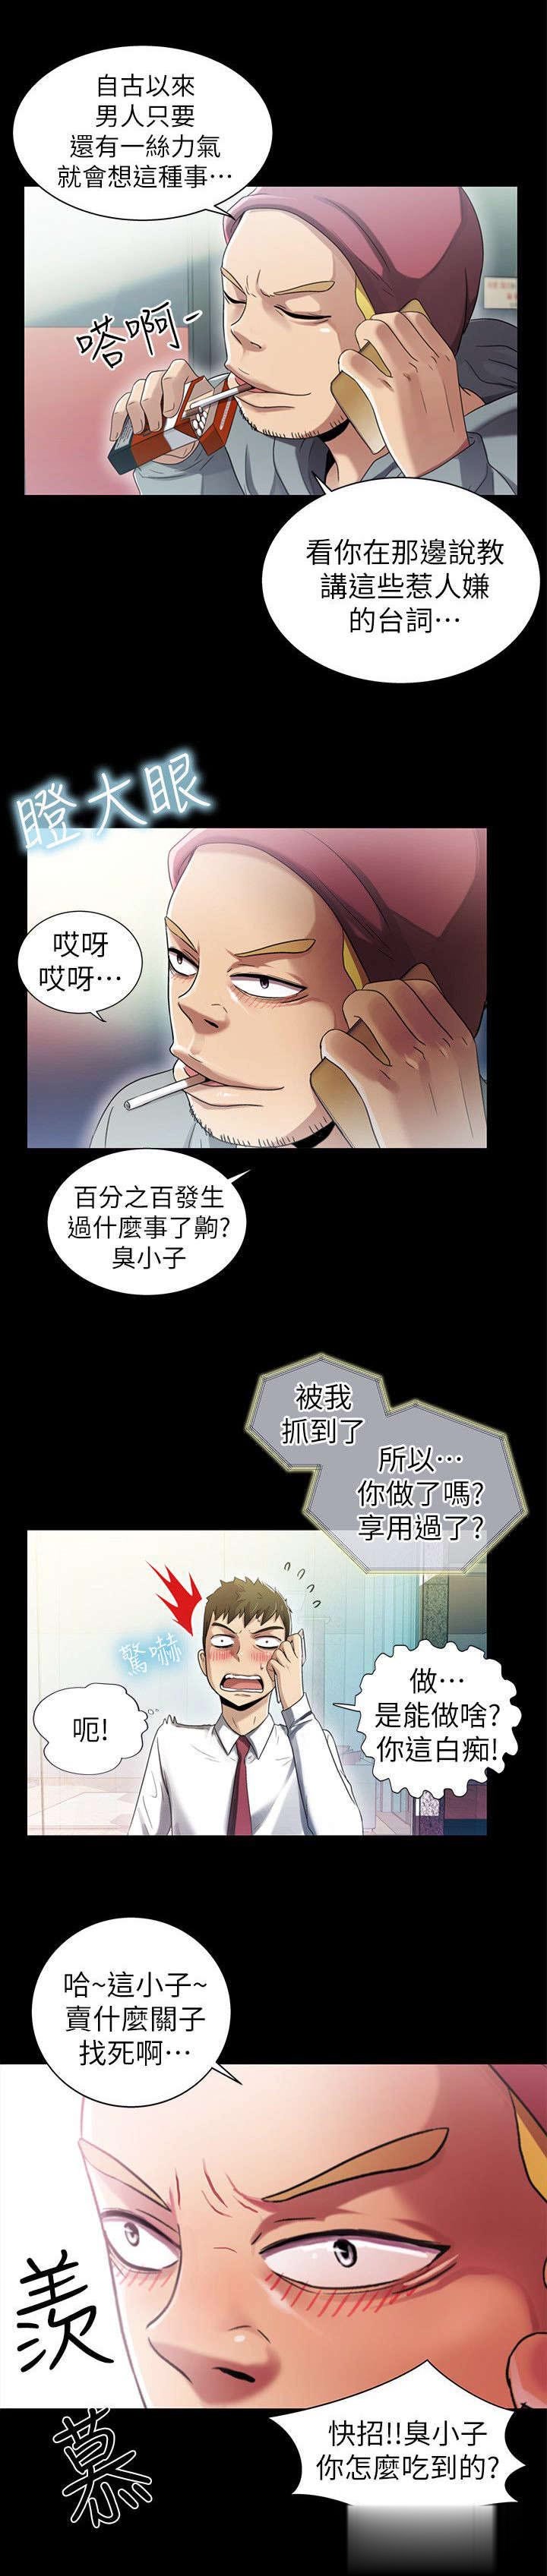 自古以來
男人只要
還有一絲力氣
就會想這種事…
嗒啊-
看你在那邊說教
講這些惹人嫌
的台詞…
瞪大眼
哎呀
哎呀…
百分之百發生
過什麼事了齁?
臭小子
被我
抓到了
所以…
你做了嗎?
享用過了?
驚嚇
呃!
做…
是能做啥?
你這白痴!
哈~這小子~
賣什麼關子
找死啊…
羨
慕
快招!!臭小子
你怎麼吃到的?